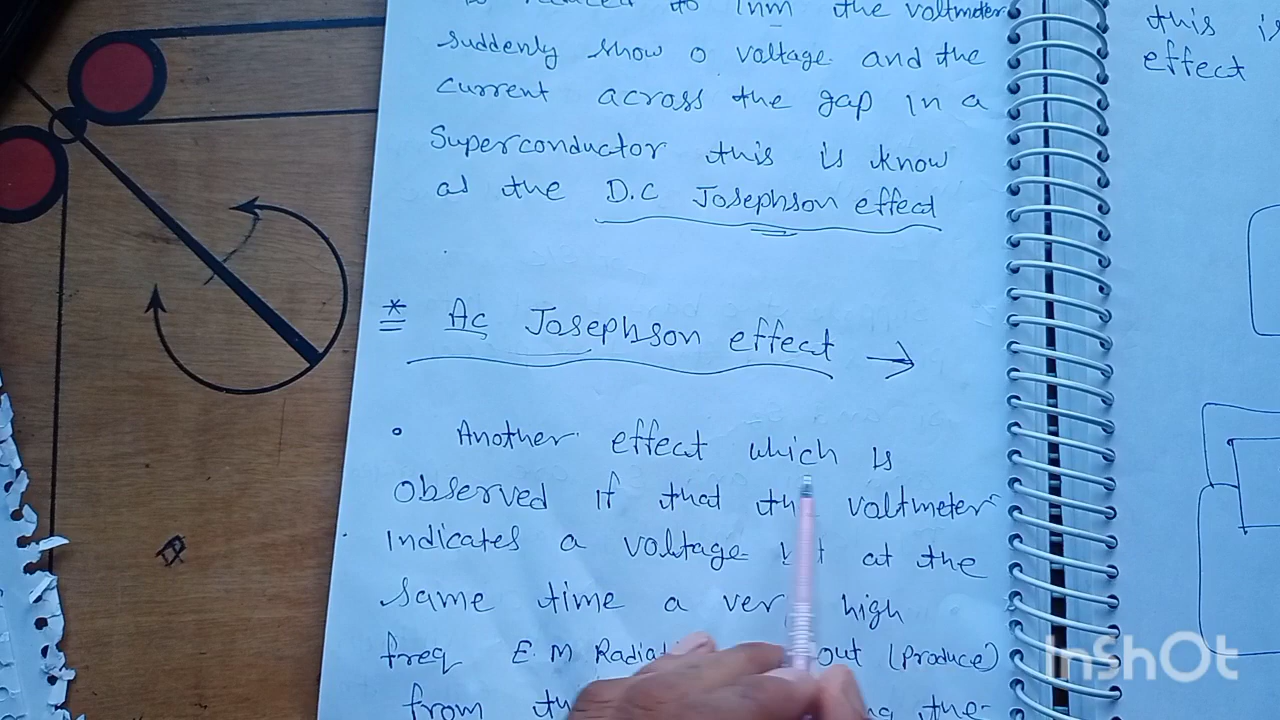 to 1nm the voltmeter
suddenly show 0 voltage and the
current across the gap in a
superconductor this is know
as the D.C Josephson effect
* Ac Josephson effect →
• Another effect which is
observed if that the voltmeter
indicates a voltage at the
same time a very high
freq E.M out (produce)
from the-
this is
effect
InShOt